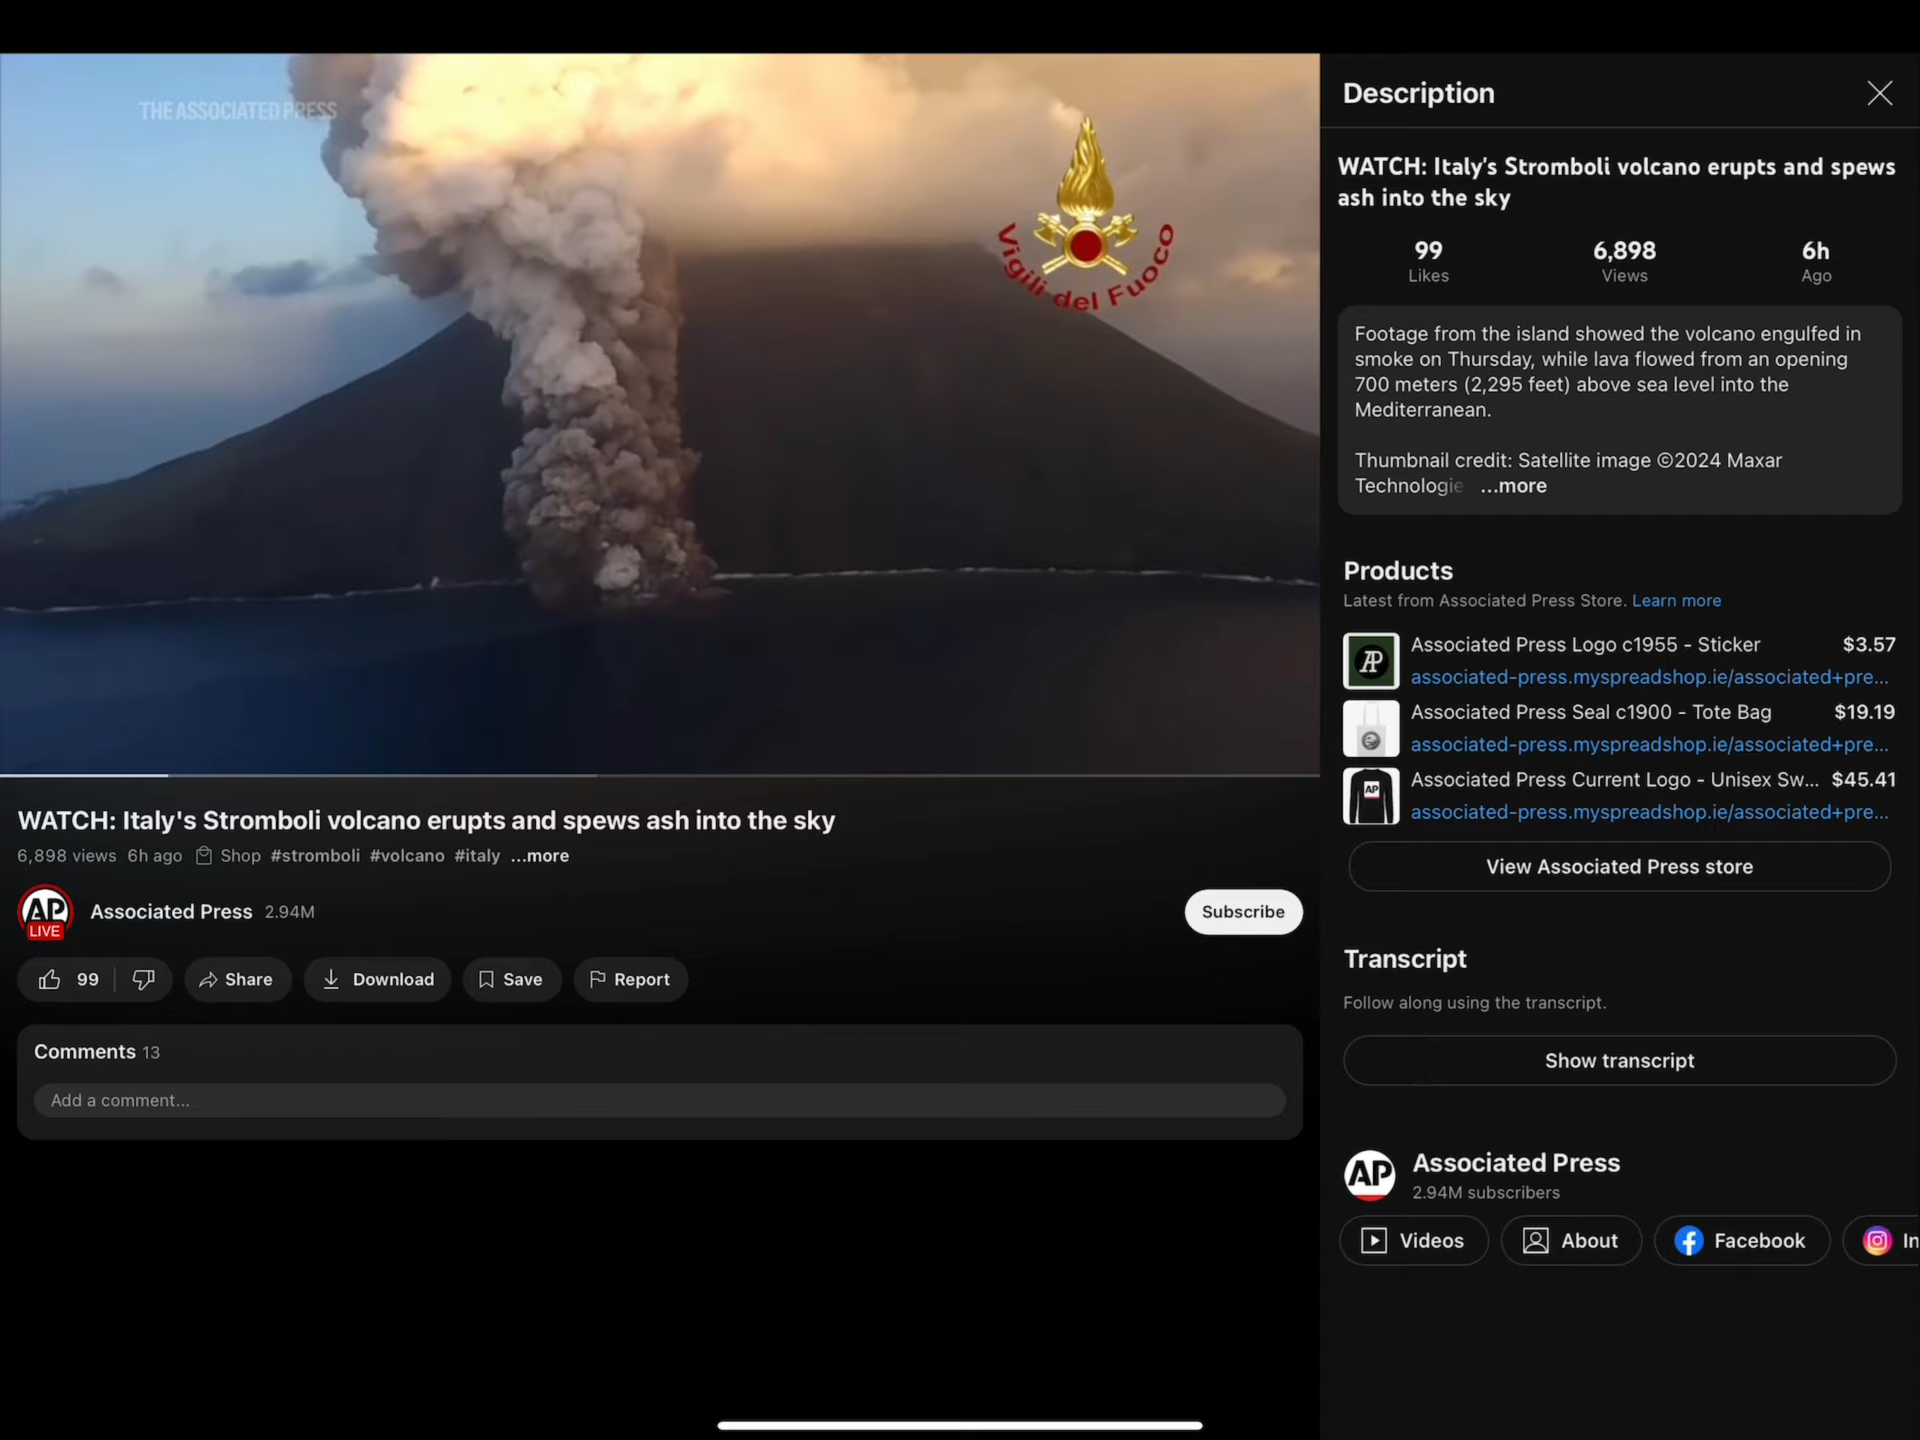 THE ASSOCIATED PRESS
Vigili del Fuoco
WATCH: Italy's Stromboli volcano erupts and spews ash into the sky
6,898 views 6h ago Shop #stromboli #volcano #italy ...more
AP
LIVE
Associated Press 2.94M
Subscribe
99
Share
Download
Save
Report
Comments 13
Add a comment...
Description
WATCH: Italy's Stromboli volcano erupts and spews
ash into the sky
99 6,898 6h
Likes Views Ago
Footage from the island showed the volcano engulfed in
smoke on Thursday, while lava flowed from an opening
700 meters (2,295 feet) above sea level into the
Mediterranean.
Thumbnail credit: Satellite image ©2024 Maxar
Technologie ...more
Products
Latest from Associated Press Store. Learn more
AP
Associated Press Logo c1955 - Sticker $3.57
associated-press.myspreadshop.ie/associated+pre...
Associated Press Seal c1900 - Tote Bag $19.19
associated-press.myspreadshop.ie/associated+pre...
AP
Associated Press Current Logo - Unisex Sw... $45.41
associated-press.myspreadshop.ie/associated+pre...
View Associated Press store
Transcript
Follow along using the transcript.
Show transcript
AP
Associated Press
2.94M subscribers
Videos
About
Facebook
In